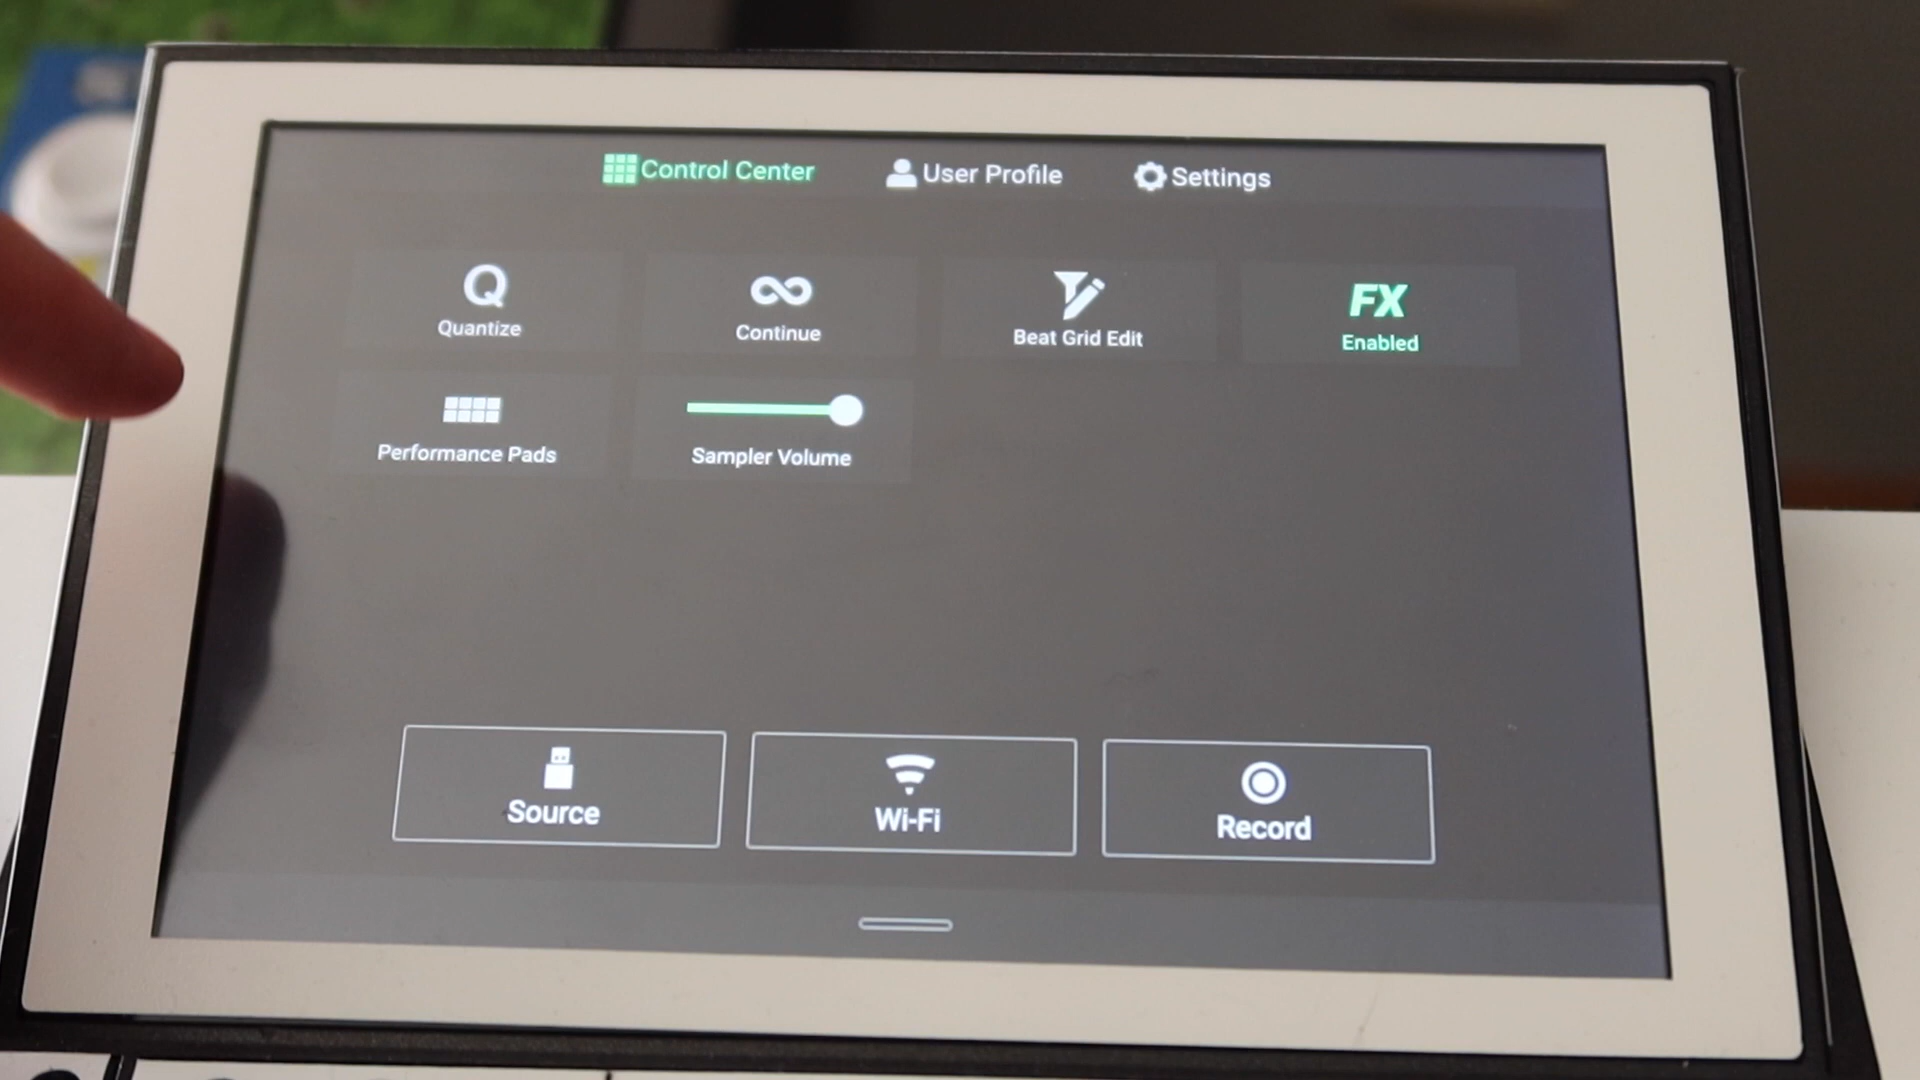 Control Center
User Profile
Settings
Q
Quantize
Continue
Beat Grid Edit
FX
Enabled
Performance Pads
Sampler Volume
Source
Wi-Fi
Record